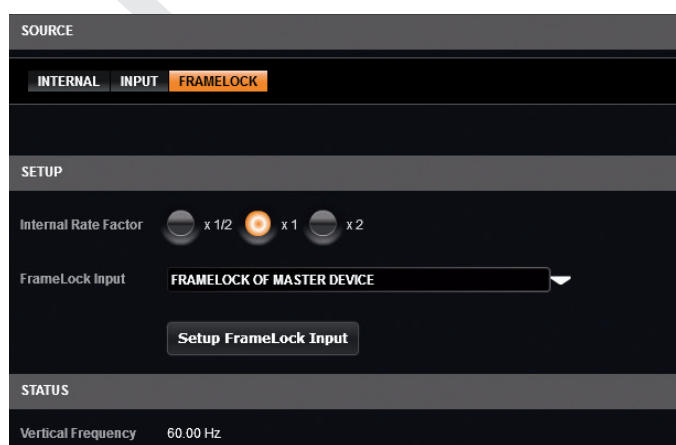 SOURCE
INTERNAL INPUT FRAMELOCK
SETUP
Internal Rate Factor x 1/2 x 1 x 2
FrameLock Input FRAMELOCK OF MASTER DEVICE
Setup FrameLock Input
STATUS
Vertical Frequency 60.00 Hz